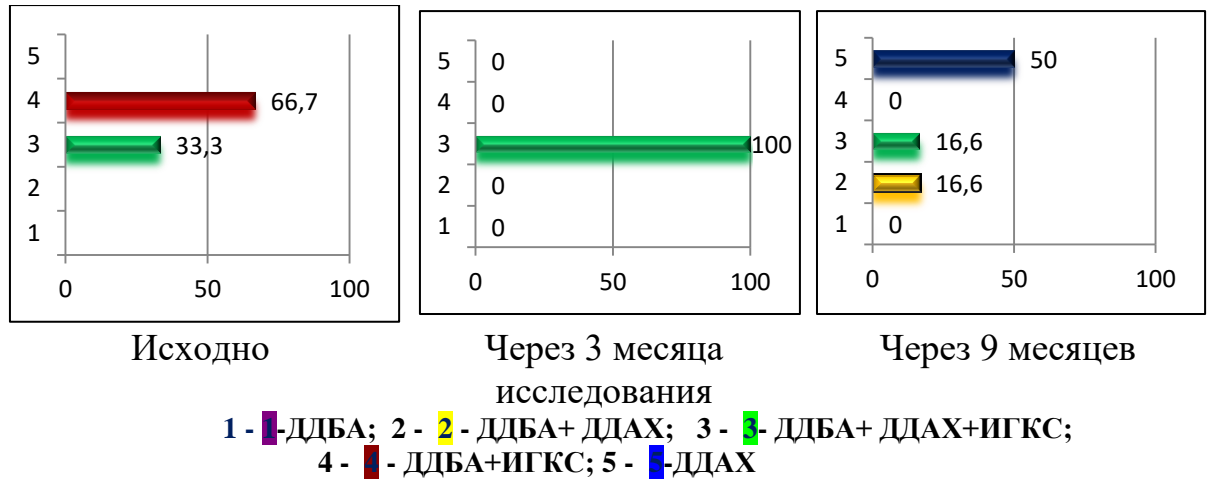 5
4 66,7
3 33,3
2
1
0 50 100
5 0
4 0
3 100
2 0
1 0
0 50 100
5 50
4 0
3 16,6
2 16,6
1 0
0 50 100
Исходно
Через 3 месяца
исследования
Через 9 месяцев
1 - 1-ДДБА; 2 - 2 - ДДБА+ ДДАХ; 3 - 3- ДДБА+ ДДАХ+ИГКС;
4 - 4 - ДДБА+ИГКС; 5 - 5-ДДАХ